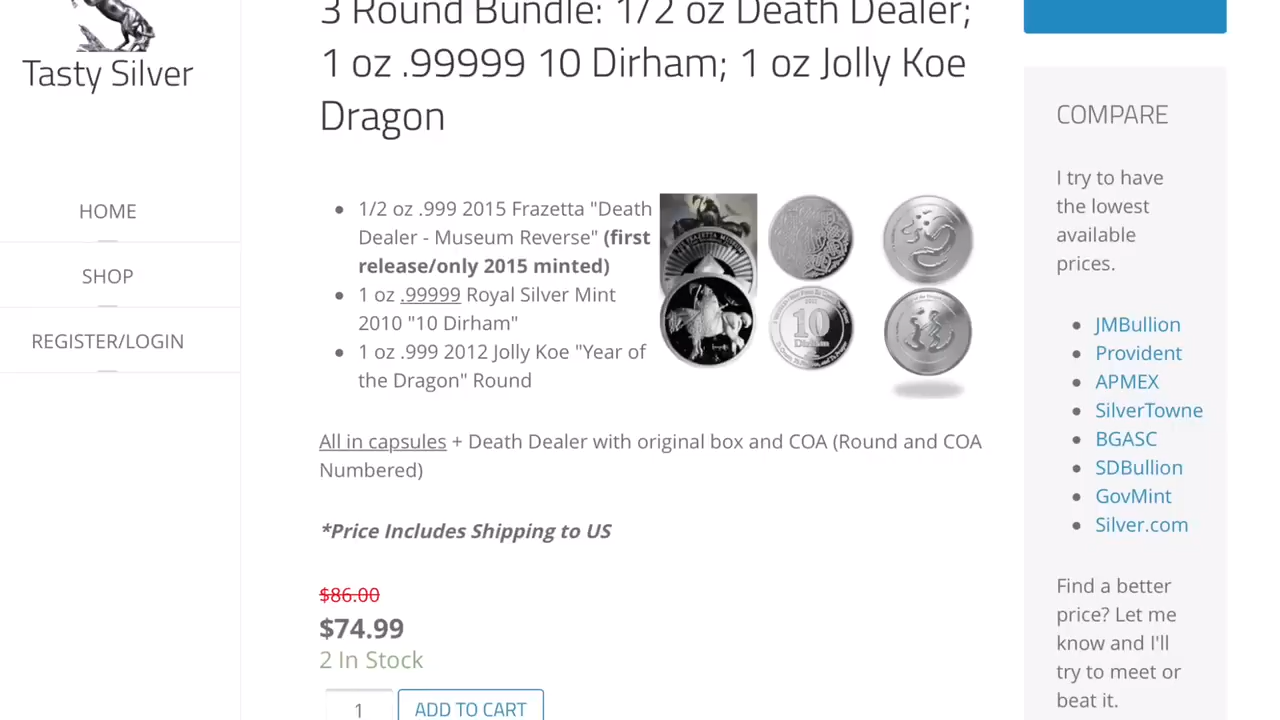 Tasty Silver
HOME
SHOP
REGISTER/LOGIN
3 Round Bundle: 1/2 oz Death Dealer;
1 oz .99999 10 Dirham; 1 oz Jolly Koe
Dragon
1/2 oz .999 2015 Frazetta "Death
Dealer - Museum Reverse" (first
release/only 2015 minted)
1 oz .99999 Royal Silver Mint
2010 "10 Dirham"
1 oz .999 2012 Jolly Koe "Year of
the Dragon" Round
10
Dirham
All in capsules + Death Dealer with original box and COA (Round and COA
Numbered)
*Price Includes Shipping to US
$86.00
$74.99
2 In Stock
1
ADD TO CART
COMPARE
I try to have
the lowest
available
prices.
JMBullion
Provident
APMEX
SilverTowne
BGASC
SDBullion
GovMint
Silver.com
Find a better
price? Let me
know and I'll
try to meet or
beat it.